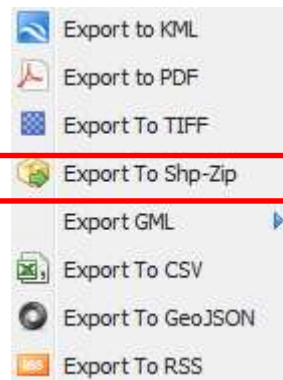 Export to KML
Export to PDF
Export To TIFF
Export To Shp-Zip
Export GML
Export To CSV
Export To GeoJSON
Export To RSS